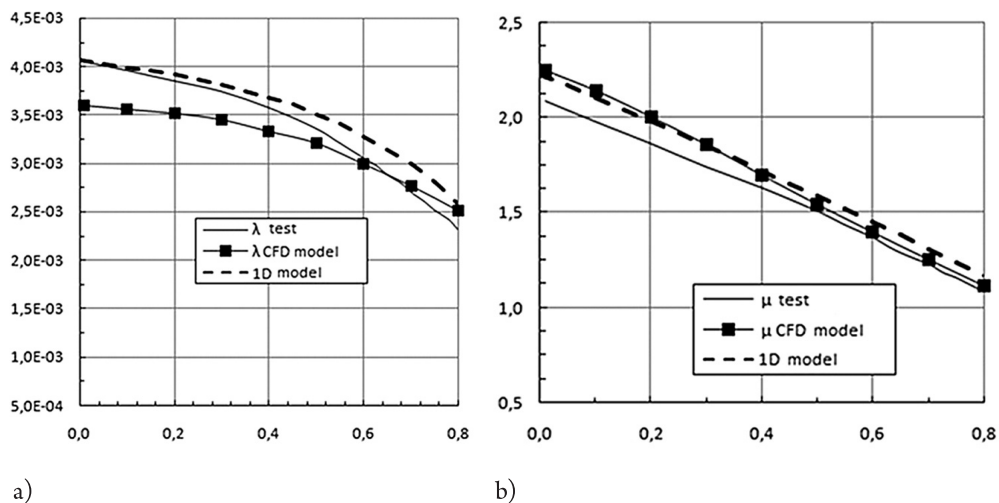 4,5E-03
4,0E-03
3,5E-03
3,0E-03
2,5E-03
2,0E-03
1,5E-03
1,0E-03
5,0E-04
0,0 0,2 0,4 0,6 0,8
λ test
λ CFD model
1D model
a)
2,5
2,0
1,5
1,0
0,5
0,0 0,2 0,4 0,6 0,8
μ test
μ CFD model
1D model
b)